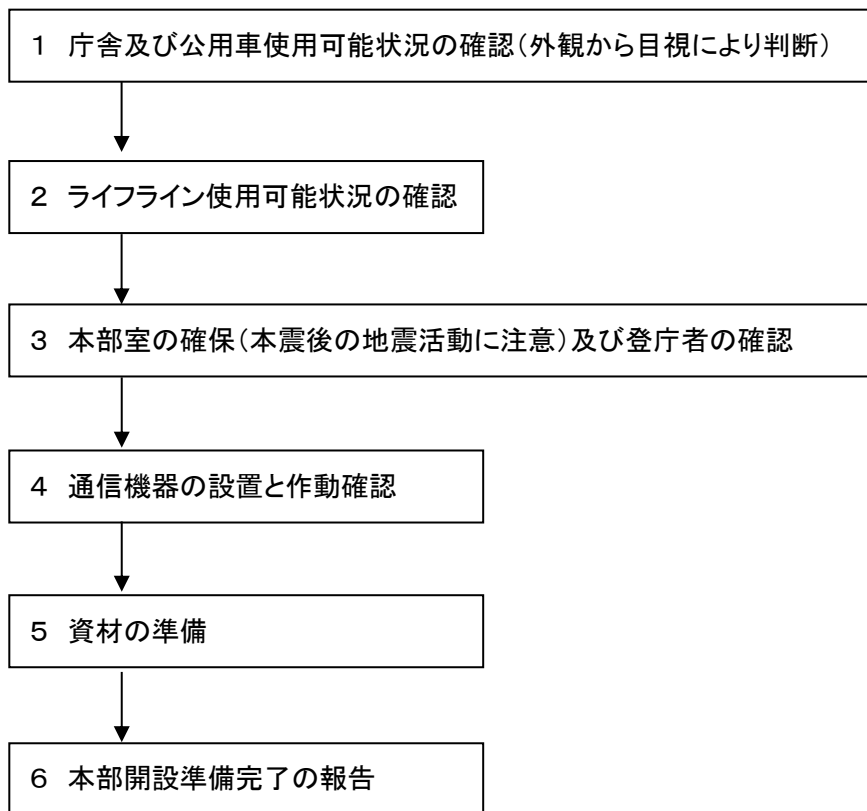 １　庁舎及び公用車使用可能状況の確認（外観から目視により判断）
２　ライフライン使用可能状況の確認
３　本部室の確保（本震後の地震活動に注意）及び登庁者の確認
４　通信機器の設置と作動確認
５　資材の準備
６　本部開設準備完了の報告